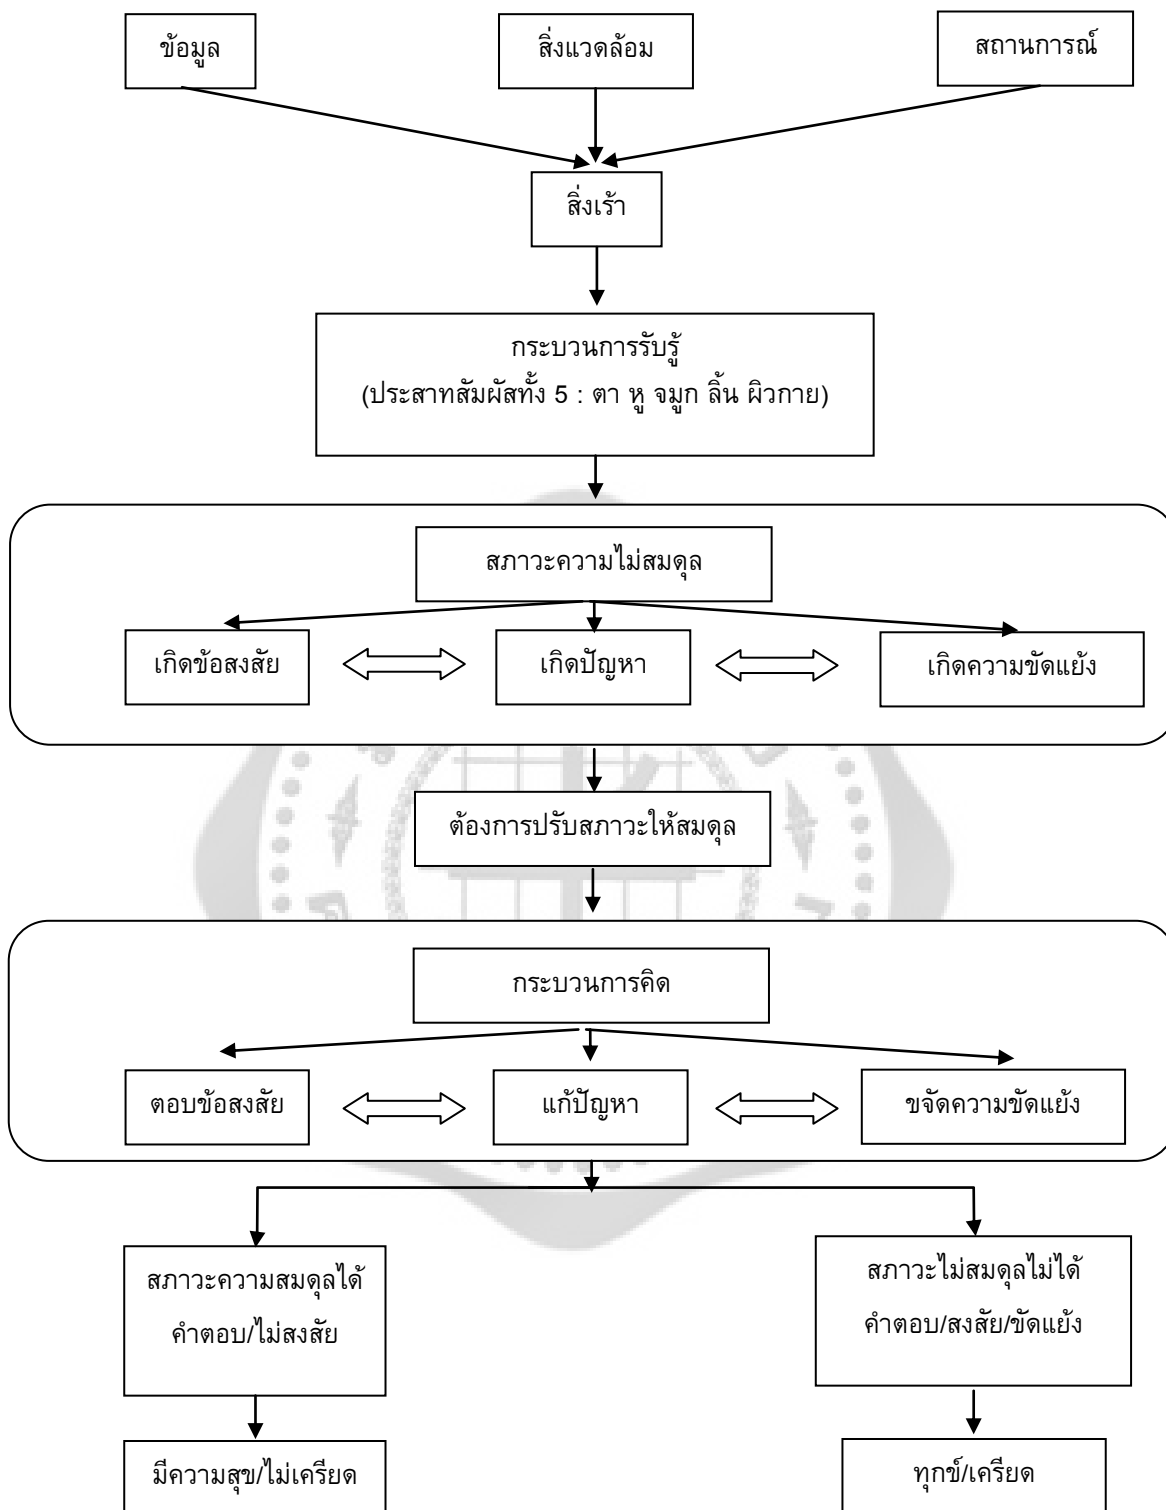 ข้อมูล
สิ่งแวดล้อม
สถานการณ์
สิ่งเร้า
กระบวนการรับรู้
(ประสาทสัมผัสทั้ง 5 : ตา หู จมูก ลิ้น ผิวกาย)
สภาวะความไม่สมดุล
เกิดข้อสงสัย
เกิดปัญหา
เกิดความขัดแย้ง
ต้องการปรับสภาวะให้สมดุล
กระบวนการคิด
ตอบข้อสงสัย
แก้ปัญหา
ขจัดความขัดแย้ง
สภาวะความสมดุลได้
คำตอบ/ไม่สงสัย
สภาวะไม่สมดุลไม่ได้
คำตอบ/สงสัย/ขัดแย้ง
มีความสุข/ไม่เครียด
ทุกข์/เครียด